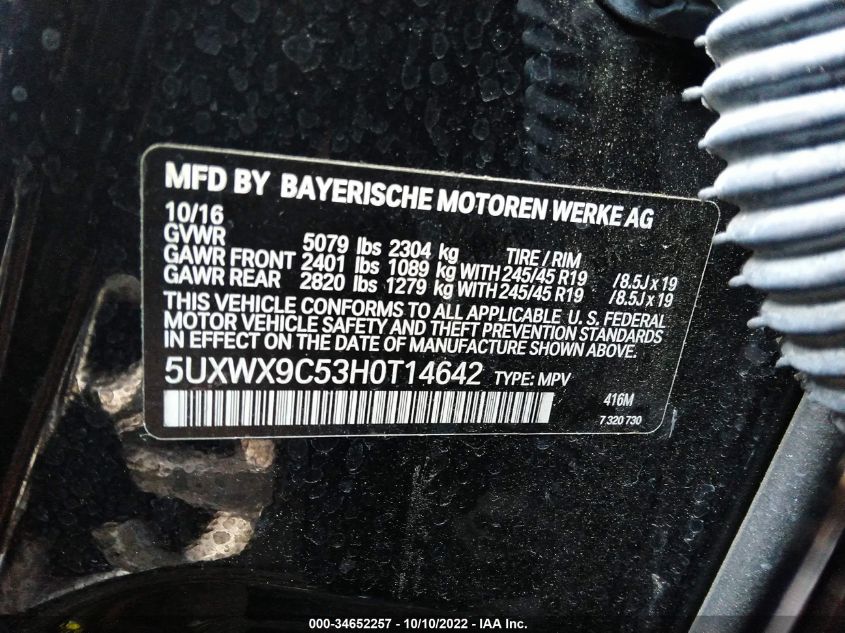 MFD BY BAYERISCHE MOTOREN WERKE AG
10/16
GVWR 5079 lbs 2304 kg TIRE / RIM
GAWR FRONT 2401 lbs 1089 kg WITH 245/45 R19 /8.5J x 19
GAWR REAR 2820 lbs 1279 kg WITH 245/45 R19 /8.5J x 19
THIS VEHICLE CONFORMS TO ALL APPLICABLE U.S. FEDERAL
MOTOR VEHICLE SAFETY AND THEFT PREVENTION STANDARDS
IN EFFECT ON THE DATE OF MANUFACTURE SHOWN ABOVE.
5UXWX9C53H0T14642 TYPE: MPV
416M
7 320 730
000-34652257 - 10/10/2022 - IAA Inc.